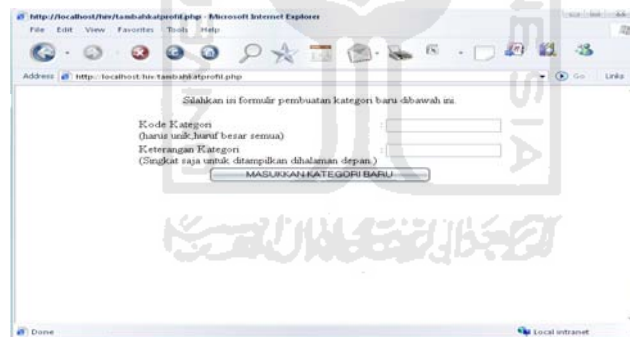 http://localhost/hiv/tambahkatprofil.php - Microsoft Internet Explorer
File Edit View Favorites Tools Help
Address http://localhost/hiv/tambahkatprofil.php Go Links
Silahkan isi formulir pembuatan kategori baru dibawah ini.
Kode Kategori :
(harus unik,huruf besar semua)
Keterangan Kategori :
(Singkat saja untuk ditampilkan dihalaman depan.)
MASUKKAN KATEGORI BARU
Done Local intranet